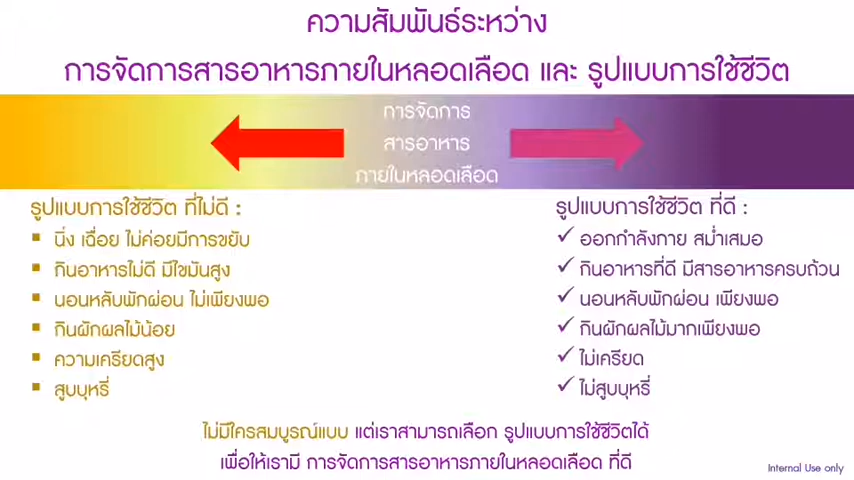 ความสัมพันธ์ระหว่าง
การจัดการสารอาหารภายในหลอดเลือด และ รูปแบบการใช้ชีวิต
การจัดการ
สารอาหาร
ภายในหลอดเลือด
รูปแบบการใช้ชีวิต ที่ไม่ดี :
▪ นิ่ง เฉื่อย ไม่ค่อยมีการขยับ
▪ กินอาหารไม่ดี มีไขมันสูง
▪ นอนหลับพักผ่อน ไม่เพียงพอ
▪ กินผักผลไม้น้อย
▪ ความเครียดสูง
▪ สูบบุหรี่
รูปแบบการใช้ชีวิต ที่ดี :
✓ ออกกำลังกาย สม่ำเสมอ
✓ กินอาหารที่ดี มีสารอาหารครบถ้วน
✓ นอนหลับพักผ่อน เพียงพอ
✓ กินผักผลไม้มากเพียงพอ
✓ ไม่เครียด
✓ ไม่สูบบุหรี่
ไม่มีใครสมบูรณ์แบบ แต่เราสามารถเลือก รูปแบบการใช้ชีวิตได้
เพื่อให้เรามี การจัดการสารอาหารภายในหลอดเลือด ที่ดี
Internal Use only